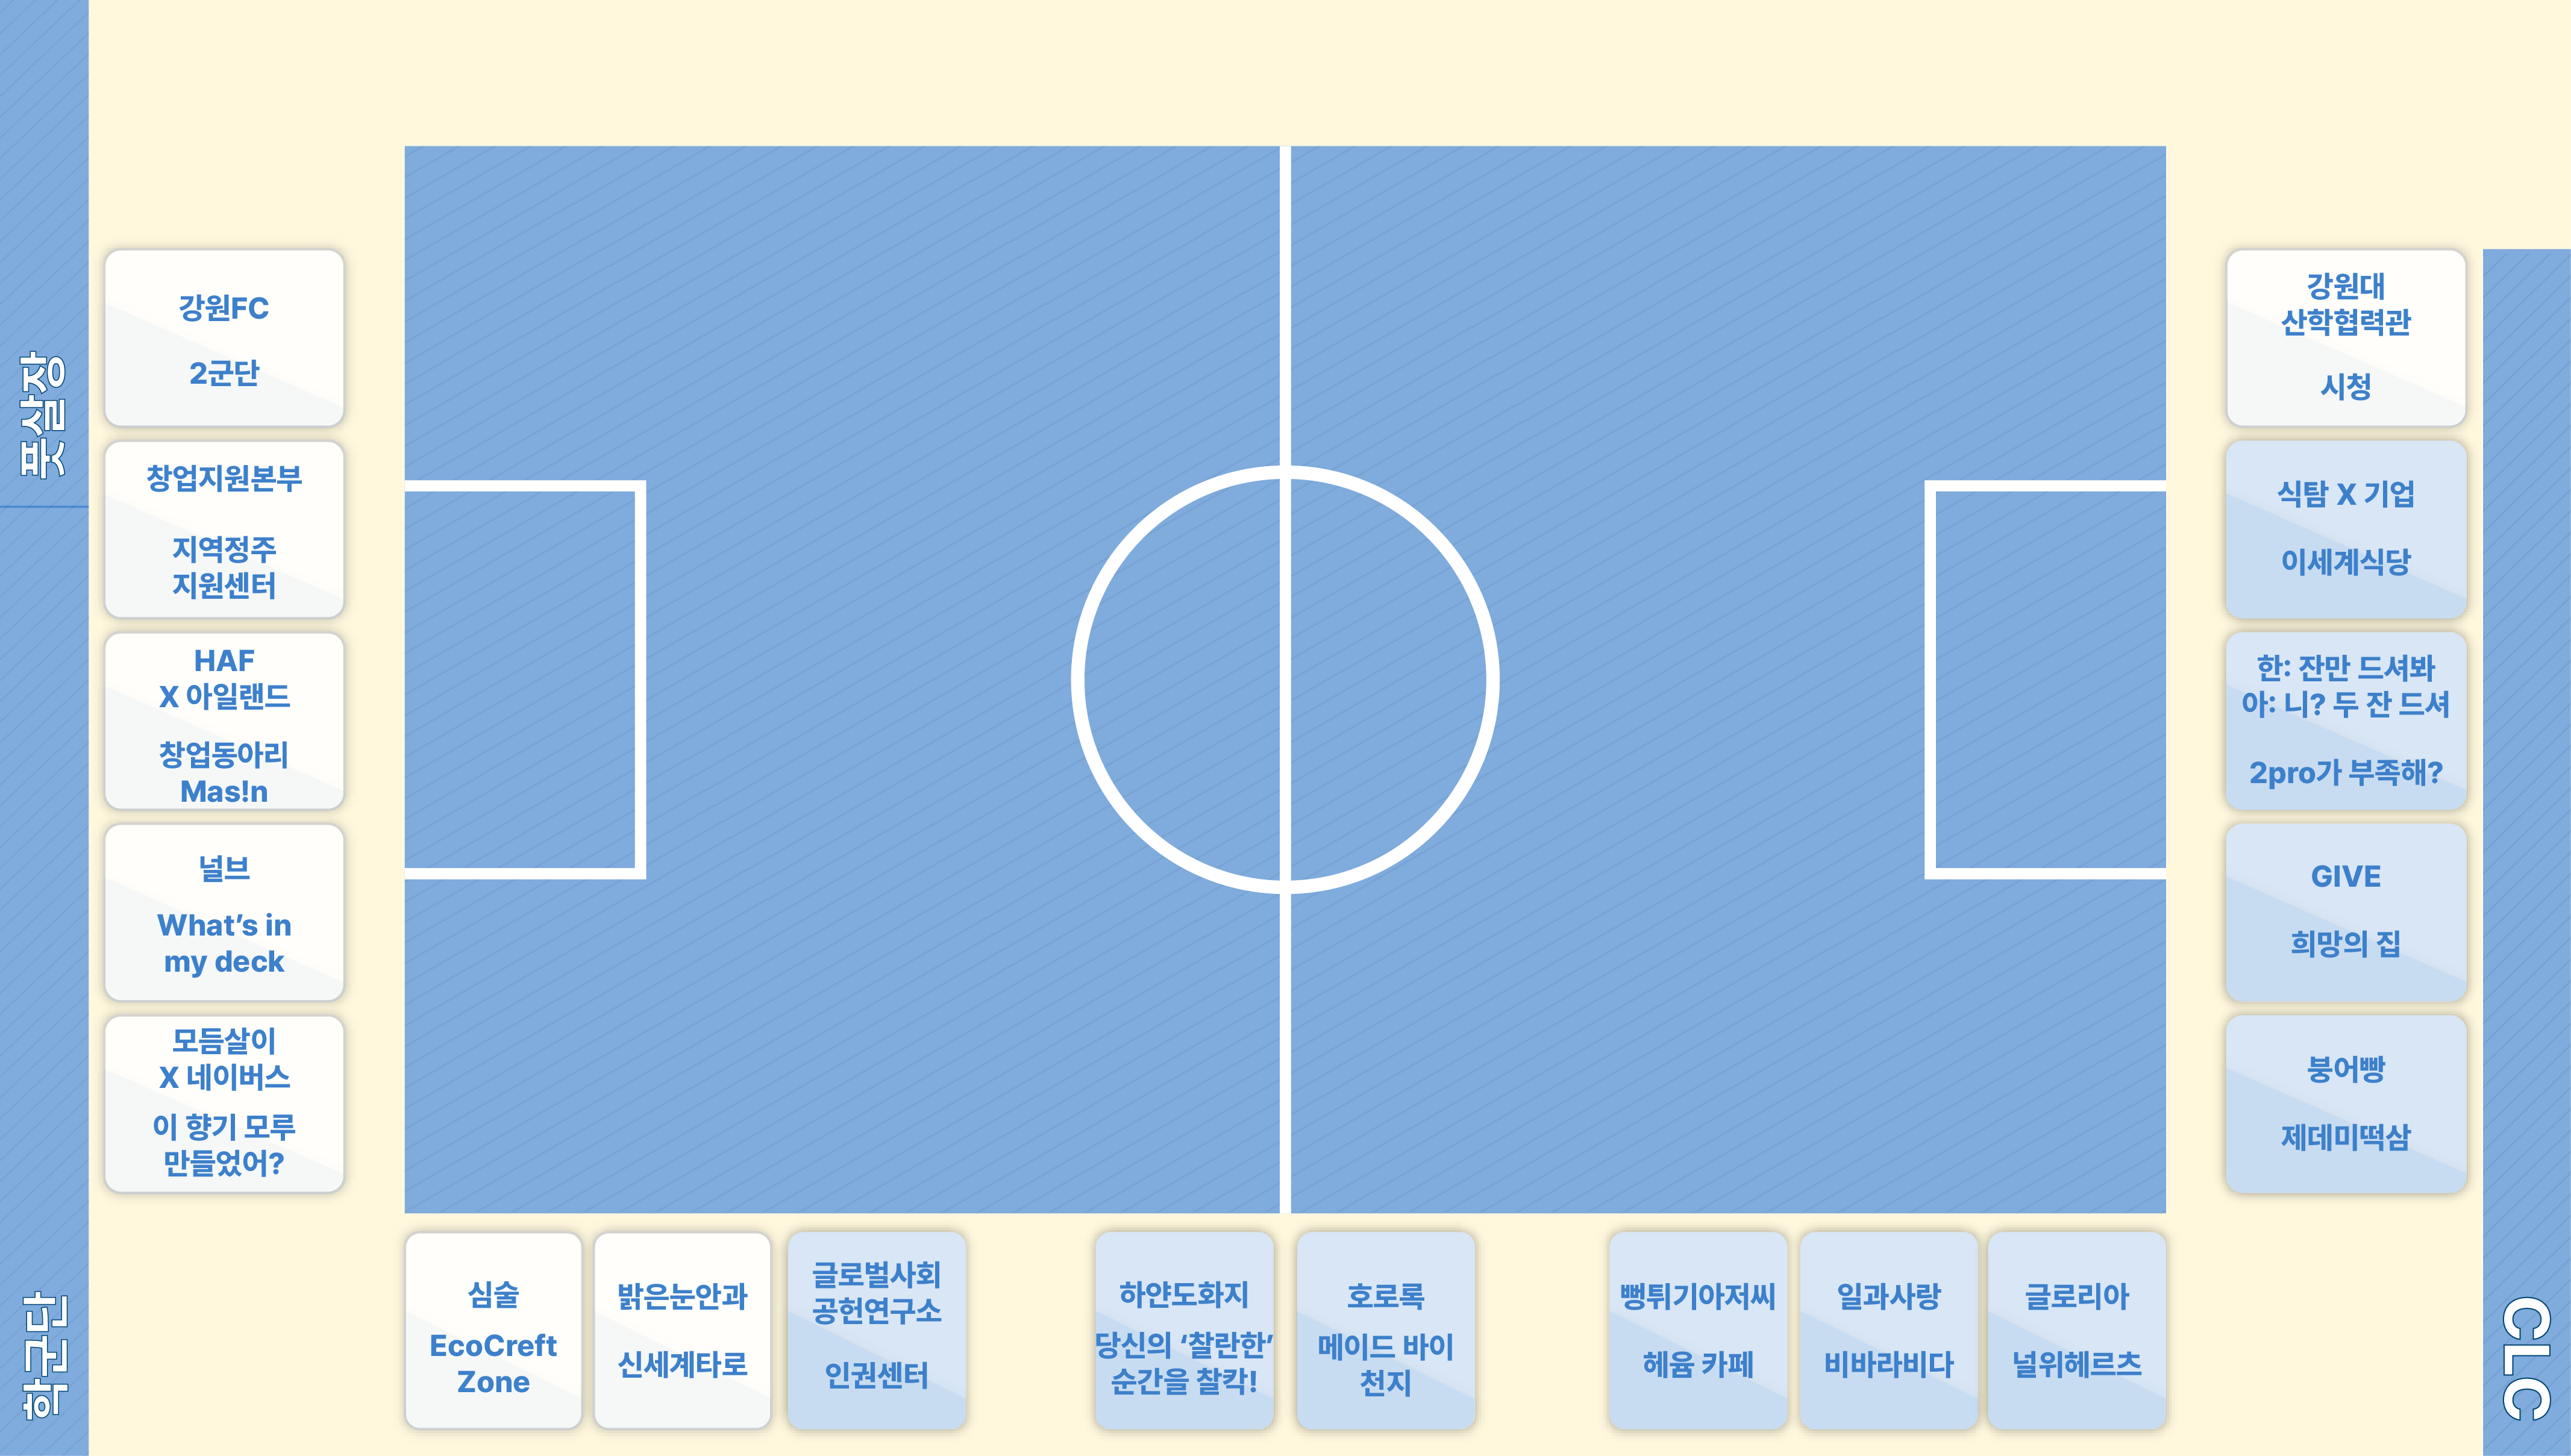 풋살장
학군단
강원FC
2군단
창업지원본부
지역정주
지원센터
HAF
X 아일랜드
창업동아리
Mas!n
널브
What's in
my deck
모듬살이
X 네이버스
이 향기 모루
만들었어?
심술
EcoCreft
Zone
밝은눈안과
신세계타로
글로벌사회
공헌연구소
인권센터
하얀도화지
당신의 ‘찰란한’
순간을 찰칵!
호로록
메이드 바이
천지
뻥튀기아저씨
헤윰 카페
일과사랑
비바라비다
글로리아
널위헤르츠
강원대
산학협력관
시청
식탐 X 기업
이세계식당
한: 잔만 드셔봐
아: 니? 두 잔 드셔
2pro가 부족해?
GIVE
희망의 집
붕어빵
제데미떡삼
CLC